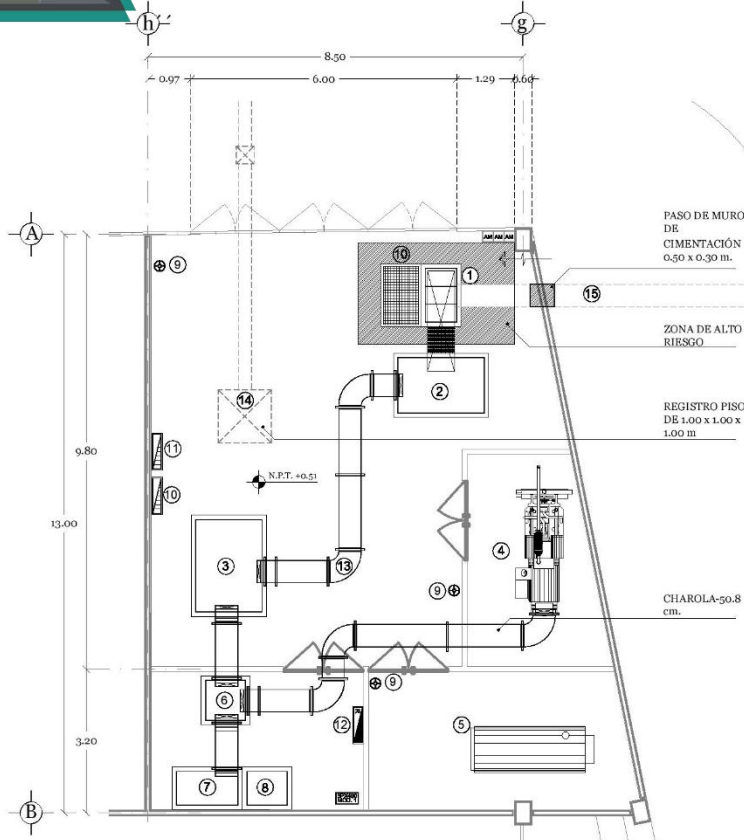 h´´
g
8.50
0.97
6.00
1.29
0.60
A
AM AM AM
PASO DE MURO
DE
CIMENTACIÓN
0.50 x 0.30 m.
9
10
1
15
ZONA DE ALTO
RIESGO
2
14
REGISTRO PISO
DE 1.00 x 1.00 x
1.00 m
11
9.80
N.P.T. +0.51
10
13.00
4
3
13
9
CHAROLA-50.8
cm.
6
9
12
5
3.20
7
8
B